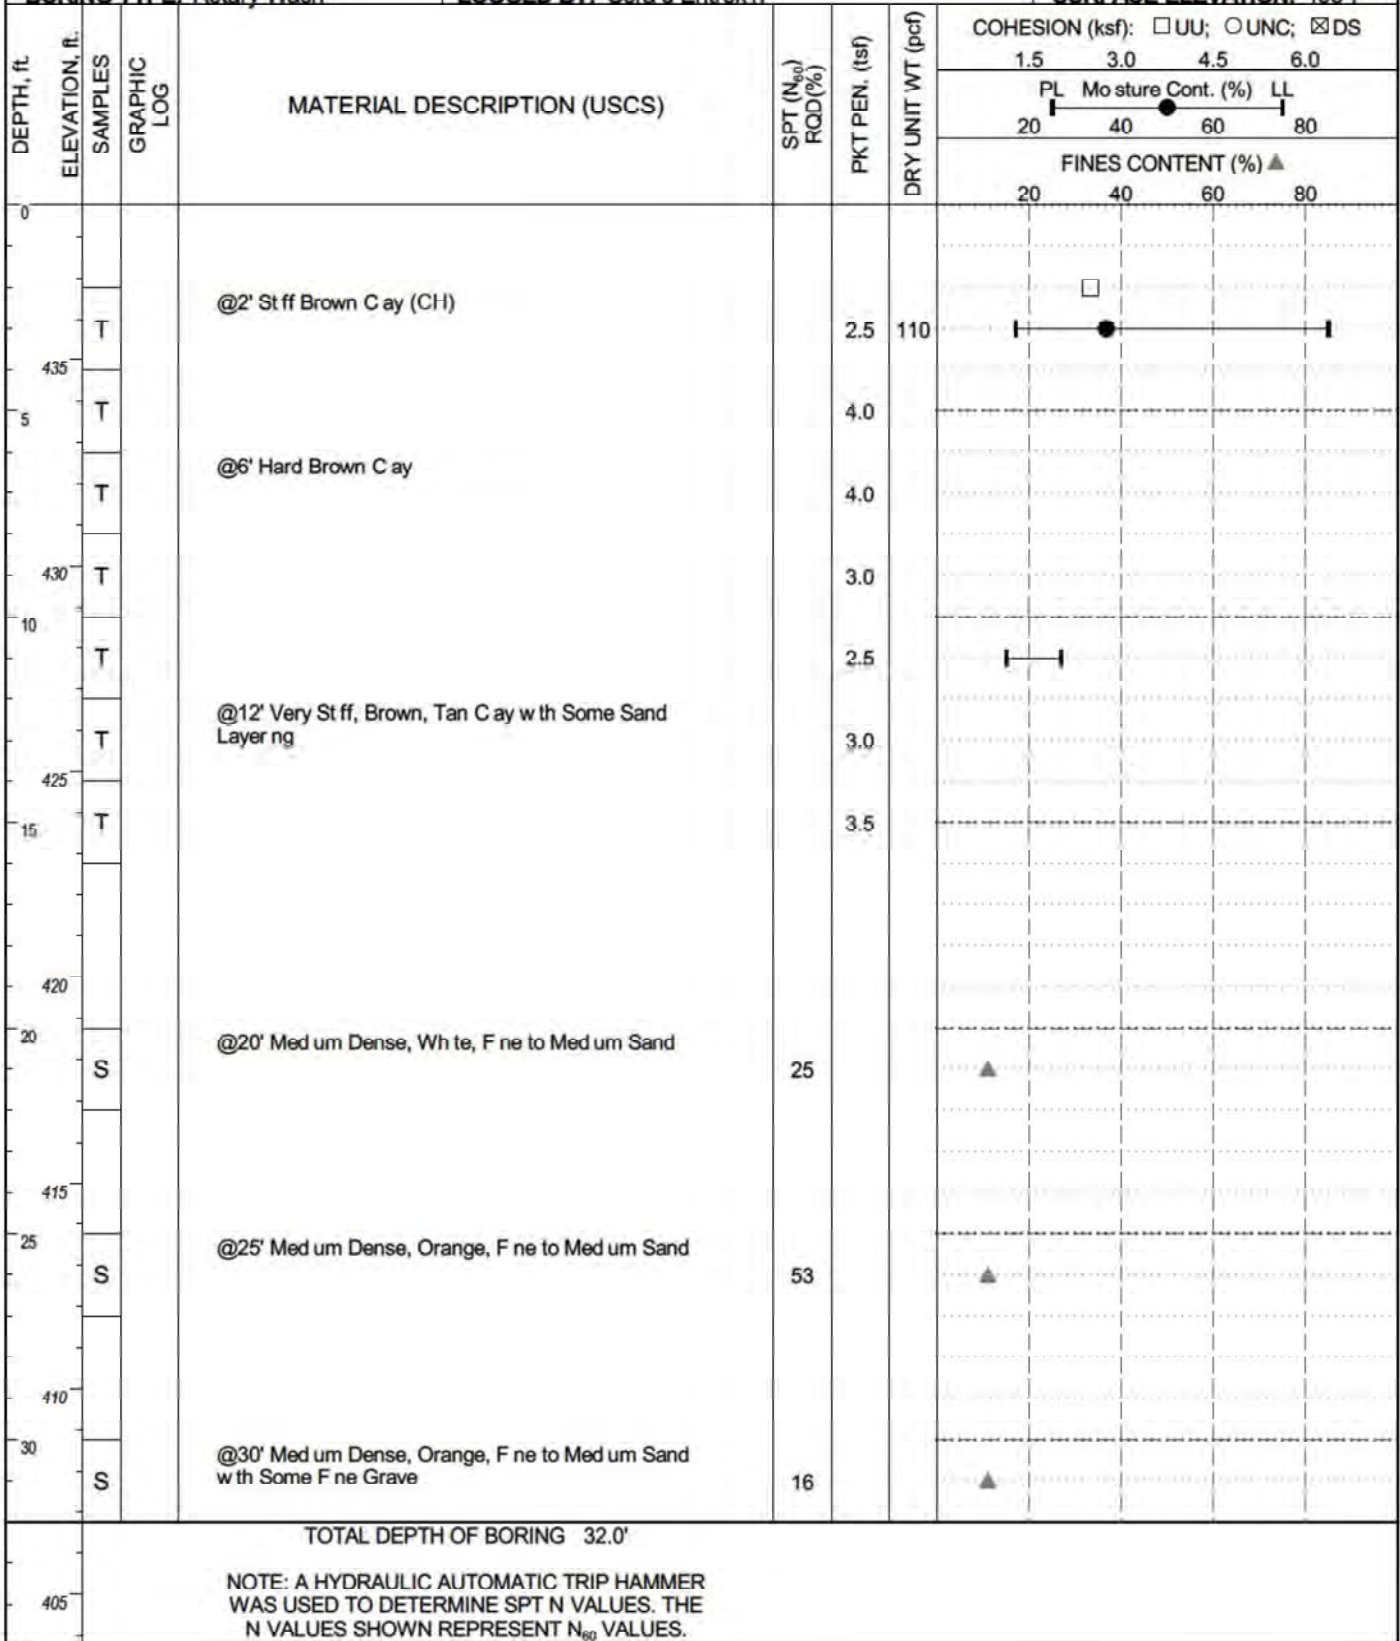 COHESION (ksf): □ UU; ○ UNC; ☒ DS
1.5 3.0 4.5 6.0
DEPTH, ft.
ELEVATION, ft.
SAMPLES
GRAPHIC LOG
MATERIAL DESCRIPTION (USCS)
SPT (N60)
RQD(%)
PKT PEN. (tsf)
DRY UNIT WT (pcf)
PL Mo sture Cont. (%) LL
20 40 60 80
FINES CONTENT (%) ▲
20 40 60 80
0
@2' St ff Brown C ay (CH)
T 2.5 110
435
5 T 4.0
@6' Hard Brown C ay
T 4.0
430 T 3.0
10
T 2.5
@12' Very St ff, Brown, Tan C ay w th Some Sand
Layer ng
T 3.0
425
15 T 3.5
420
20
@20' Med um Dense, Wh te, F ne to Med um Sand
S 25
415
25
@25' Med um Dense, Orange, F ne to Med um Sand
S 53
410
30
@30' Med um Dense, Orange, F ne to Med um Sand
w th Some F ne Grave
S 16
TOTAL DEPTH OF BORING 32.0'
NOTE: A HYDRAULIC AUTOMATIC TRIP HAMMER
405 WAS USED TO DETERMINE SPT N VALUES. THE
N VALUES SHOWN REPRESENT N60 VALUES.